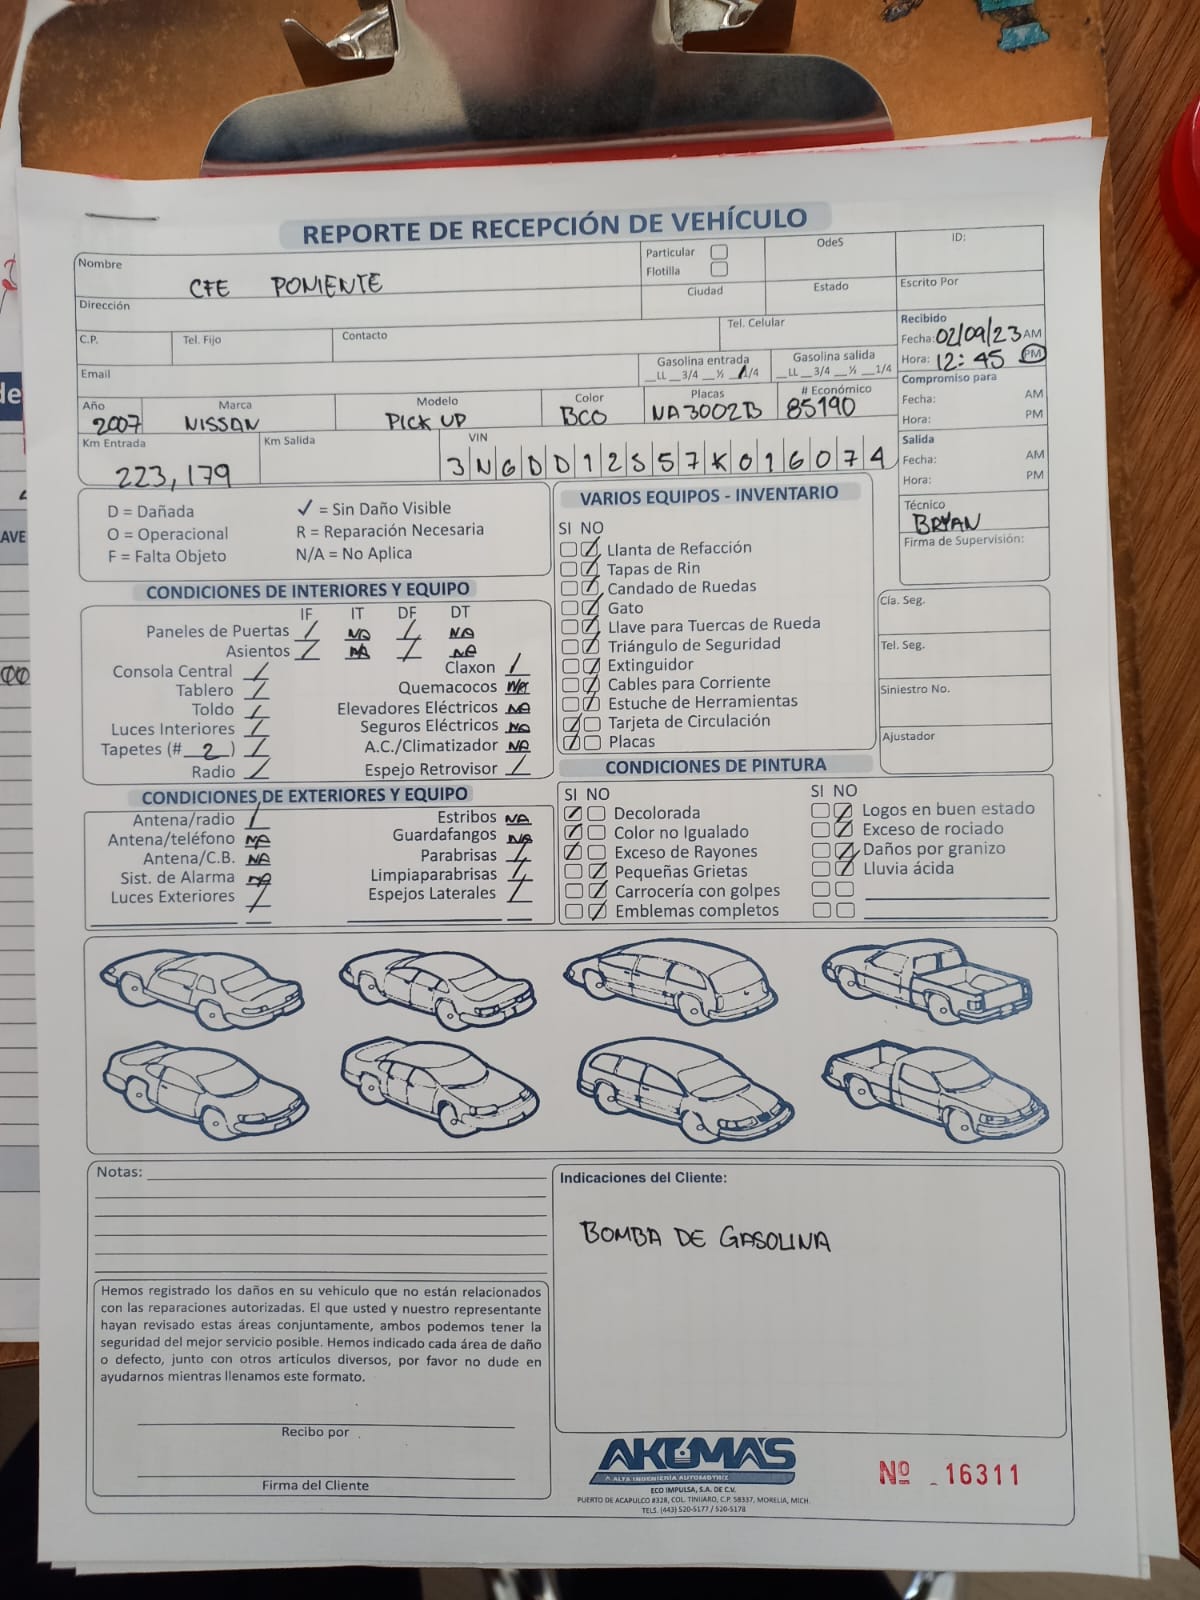 REPORTE DE RECEPCIÓN DE VEHÍCULO
Nombre CFE PONIENTE
Particular
Flotilla
OdeS
ID:
Dirección
Ciudad
Estado
Escrito Por
C.P.
Tel. Fijo
Contacto
Tel. Celular
Recibido
Fecha: 02/09/23 AM
Hora: 12:45 PM
Email
Gasolina entrada
_LL _3/4 _½ _1/4
Gasolina salida
_LL _3/4 _½ _1/4
Compromiso para
Fecha: AM
Hora: PM
Año 2007
Marca NISSAN
Modelo PICK UP
Color BCO
Placas NA3002B
# Económico 85190
Km Entrada 223,179
Km Salida
VIN 3N6DD12S57K016074
Salida
Fecha: AM
Hora: PM
Técnico
BRYAN
Firma de Supervisión:
D = Dañada
O = Operacional
F = Falta Objeto
✓ = Sin Daño Visible
R = Reparación Necesaria
N/A = No Aplica
VARIOS EQUIPOS - INVENTARIO
SI NO
Llanta de Refacción
Tapas de Rin
Candado de Ruedas
Gato
Llave para Tuercas de Rueda
Triángulo de Seguridad
Extinguidor
Cables para Corriente
Estuche de Herramientas
Tarjeta de Circulación
Placas
Cía. Seg.
Tel. Seg.
Siniestro No.
Ajustador
CONDICIONES DE INTERIORES Y EQUIPO
IF IT DF DT
Paneles de Puertas ✓ NA ✓ NA
Asientos ✓ NA ✓ NA
Consola Central ✓
Tablero ✓
Toldo ✓
Luces Interiores ✓
Tapetes (# 2 ) ✓
Radio ✓
Claxon ✓
Quemacocos NA
Elevadores Eléctricos NA
Seguros Eléctricos NA
A.C./Climatizador NA
Espejo Retrovisor ✓
CONDICIONES DE EXTERIORES Y EQUIPO
Antena/radio ✓
Antena/teléfono NA
Antena/C.B. NA
Sist. de Alarma NA
Luces Exteriores ✓
Estribos NA
Guardafangos NA
Parabrisas ✓
Limpiaparabrisas ✓
Espejos Laterales ✓
CONDICIONES DE PINTURA
SI NO
Decolorada
Color no Igualado
Exceso de Rayones
Pequeñas Grietas
Carrocería con golpes
Emblemas completos
SI NO
Logos en buen estado
Exceso de rociado
Daños por granizo
Lluvia ácida
Notas:
Indicaciones del Cliente:
BOMBA DE GASOLINA
Hemos registrado los daños en su vehiculo que no están relacionados
con las reparaciones autorizadas. El que usted y nuestro representante
hayan revisado estas áreas conjuntamente, ambos podemos tener la
seguridad del mejor servicio posible. Hemos indicado cada área de daño
o defecto, junto con otros artículos diversos, por favor no dude en
ayudarnos mientras llenamos este formato.
Recibo por
Firma del Cliente
AKUMA'S
ALTA INGENIERÍA AUTOMOTRIZ
ECO IMPULSA, S.A. DE C.V.
PUERTO DE ACAPULCO #328, COL. TINIJARO, C.P. 58337, MORELIA, MICH.
TELS. (443) 520-5177 / 520-5178
Nº 16311